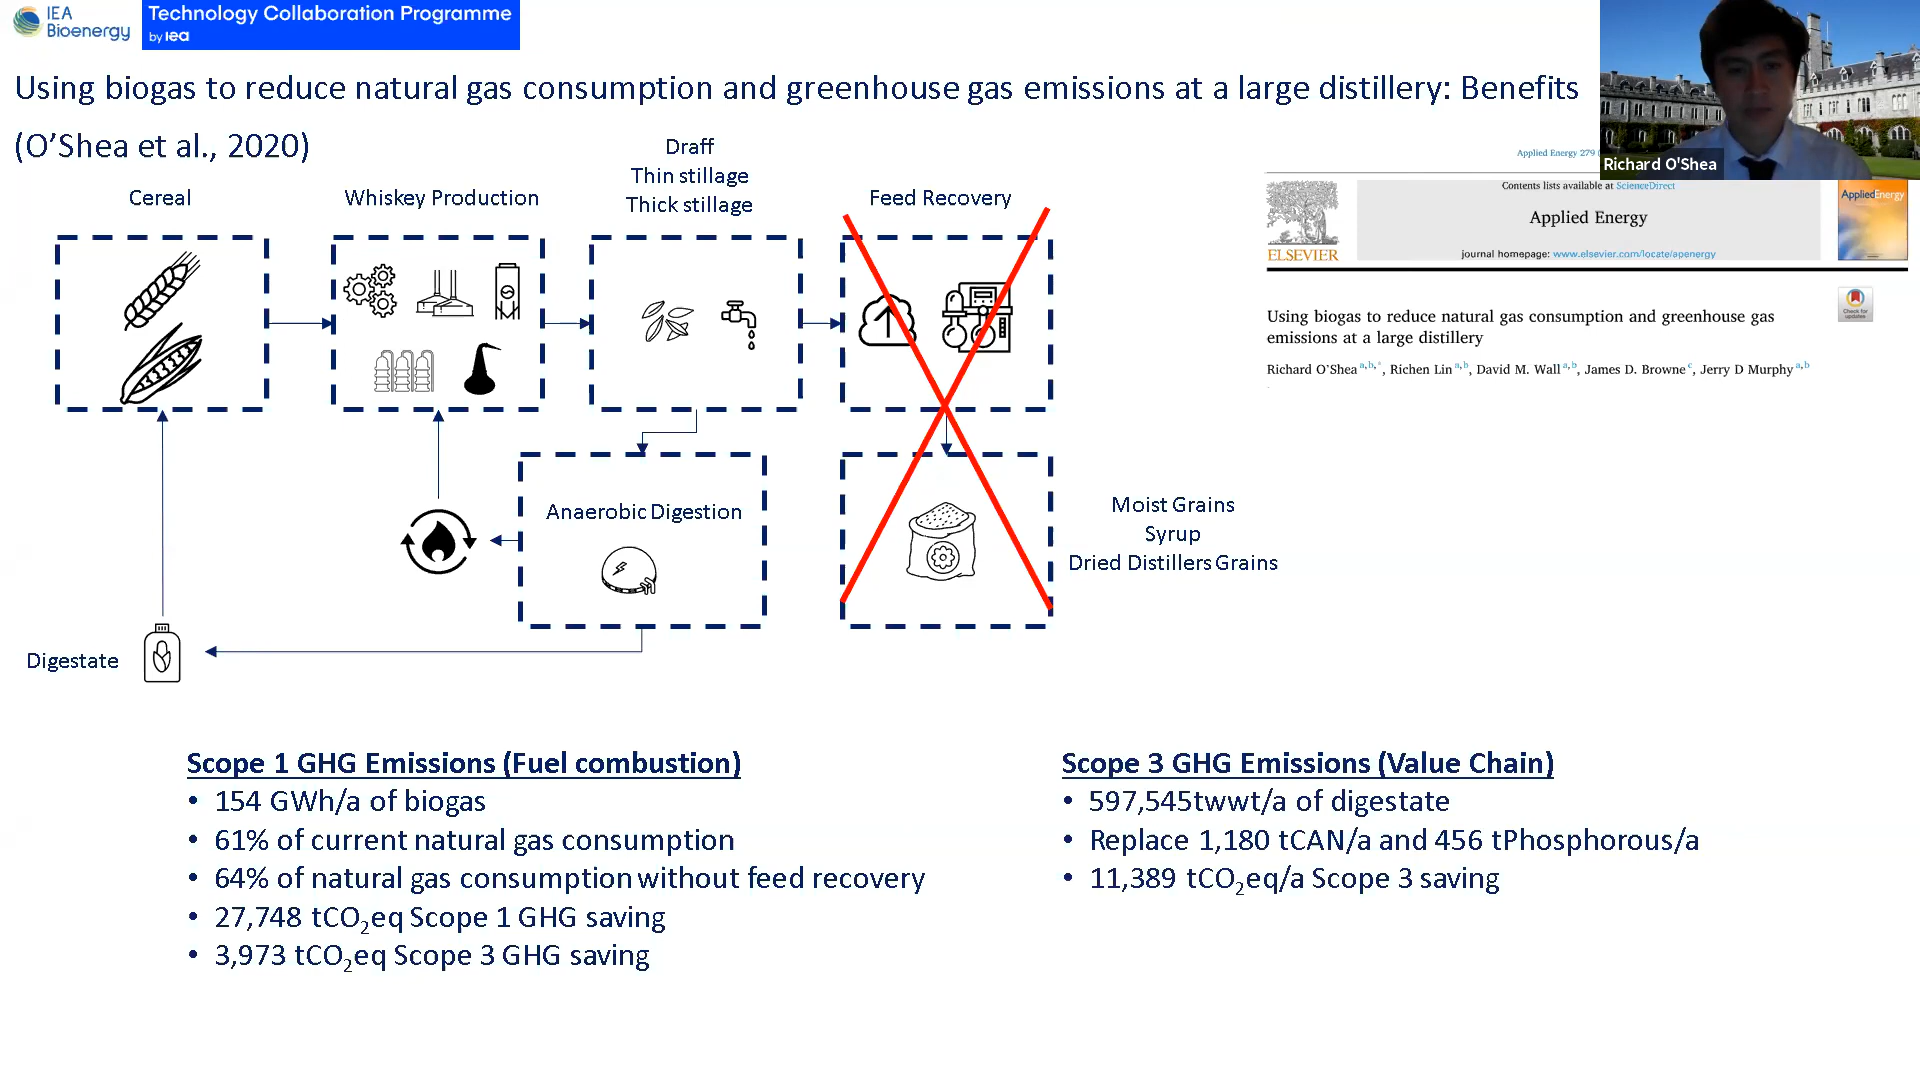 IEA
Bioenergy
Technology Collaboration Programme
by iea
Using biogas to reduce natural gas consumption and greenhouse gas emissions at a large distillery: Benefits
(O’Shea et al., 2020)
Richard O'Shea
Cereal
Whiskey Production
Draff
Thin stillage
Thick stillage
Feed Recovery
Anaerobic Digestion
Moist Grains
Syrup
Dried Distillers Grains
Digestate
Applied Energy 279
Contents lists available at ScienceDirect
Applied Energy
journal homepage: www.elsevier.com/locate/apenergy
ELSEVIER
AppliedEnergy
Check for
updates
Using biogas to reduce natural gas consumption and greenhouse gas
emissions at a large distillery
Richard O’Shea a,b,*, Richen Lin a,b, David M. Wall a,b, James D. Browne c, Jerry D Murphy a,b
Scope 1 GHG Emissions (Fuel combustion)
• 154 GWh/a of biogas
• 61% of current natural gas consumption
• 64% of natural gas consumption without feed recovery
• 27,748 tCO2eq Scope 1 GHG saving
• 3,973 tCO2eq Scope 3 GHG saving
Scope 3 GHG Emissions (Value Chain)
• 597,545twwt/a of digestate
• Replace 1,180 tCAN/a and 456 tPhosphorous/a
• 11,389 tCO2eq/a Scope 3 saving